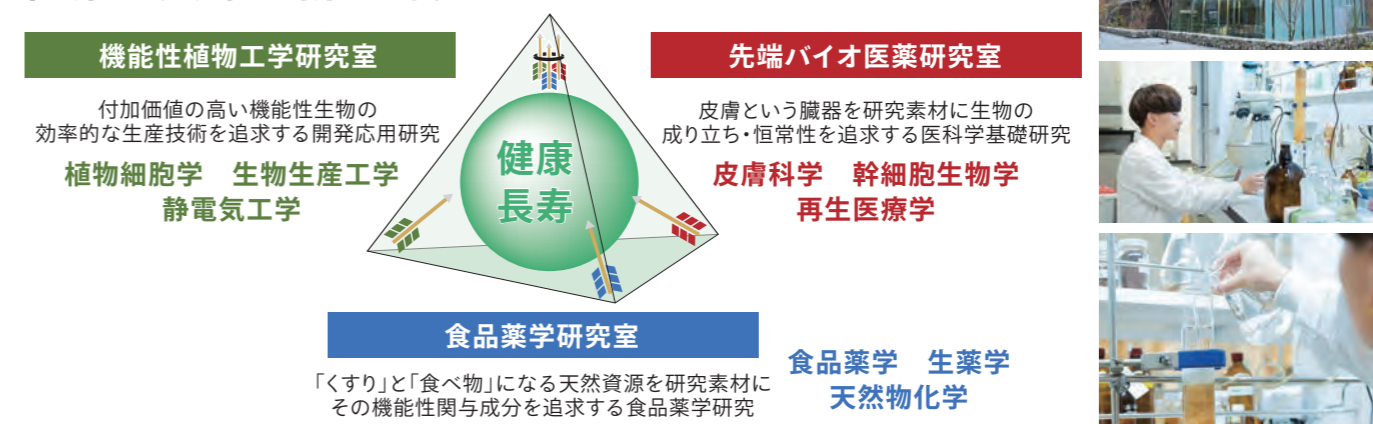 機能性植物工学研究室
付加価値の高い機能性生物の
効率的な生産技術を追求する開発応用研究
植物細胞学　生物生産工学
静電気工学
健康
長寿
先端バイオ医薬研究室
皮膚という臓器を研究素材に生物の
成り立ち・恒常性を追求する医科学基礎研究
皮膚科学　幹細胞生物学
再生医療学
食品薬学研究室
「くすり」と「食べ物」になる天然資源を研究素材に
その機能性関与成分を追求する食品薬学研究
食品薬学　生薬学
天然物化学